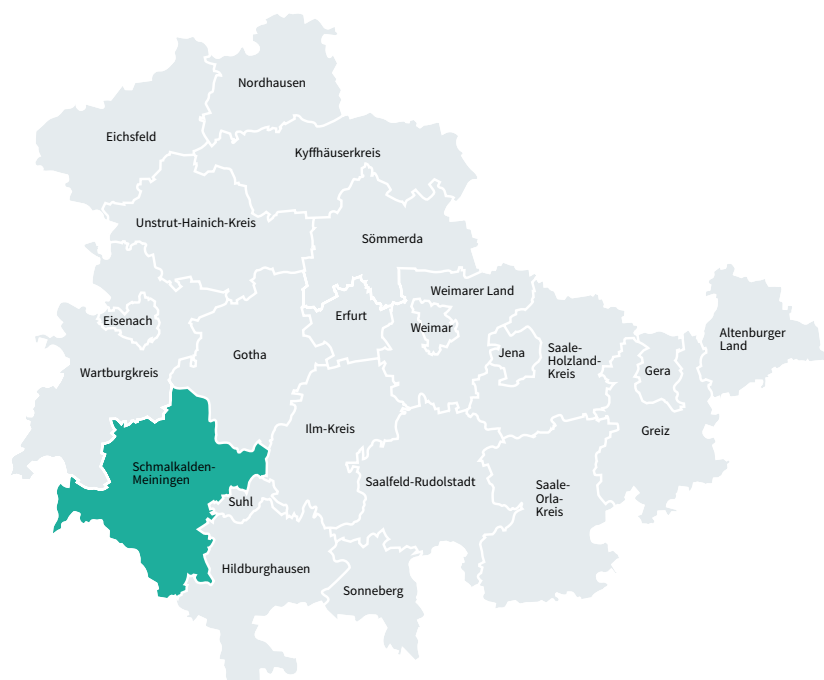 Nordhausen
Eichsfeld
Kyffhäuserkreis
Unstrut-Hainich-Kreis
Sömmerda
Weimarer Land
Eisenach
Erfurt
Weimar
Altenburger
Land
Gotha
Jena
Saale-
Holzland-
Kreis
Wartburgkreis
Gera
Ilm-Kreis
Greiz
Schmalkalden-
Meiningen
Saalfeld-Rudolstadt
Saale-
Orla-
Kreis
Suhl
Hildburghausen
Sonneberg